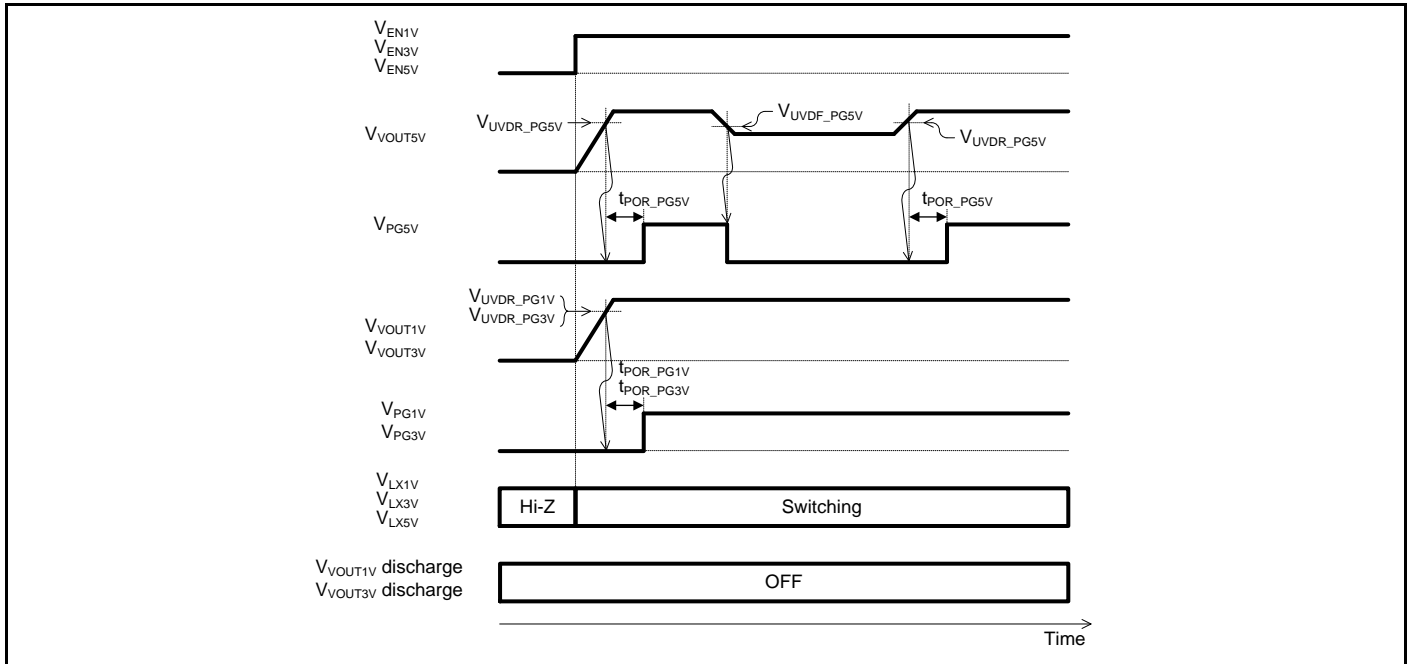 VEN1V
VEN3V
VEN5V
VVOUT5V
VUVDR_PG5V
VUVDF_PG5V
VUVDR_PG5V
tPOR_PG5V
tPOR_PG5V
VPG5V
VUVDR_PG1V
VUVDR_PG3V
VVOUT1V
VVOUT3V
tPOR_PG1V
tPOR_PG3V
VPG1V
VPG3V
VLX1V
VLX3V
VLX5V
Hi-Z
Switching
VVOUT1V discharge
VVOUT3V discharge
OFF
Time